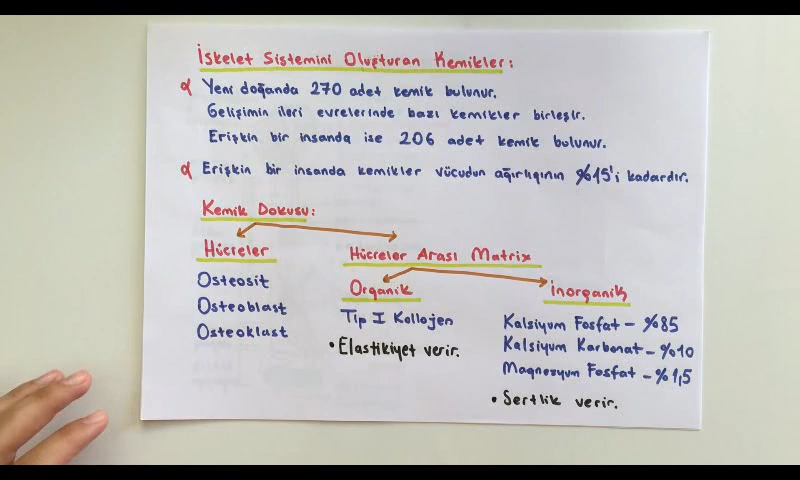 İskelet Sistemini Oluşturan Kemikler:
Yeni doğanda 270 adet kemik bulunur.
Gelişimin ileri evrelerinde bazı kemikler birleşir.
Erişkin bir insanda ise 206 adet kemik bulunur.
Erişkin bir insanda kemikler vücudun ağırlığının %15'i kadardır.
Kemik Dokusu:
Hücreler
Osteosit
Osteoblast
Osteoklast
Hücreler Arası Matrix
Organik
Tip I Kollojen
• Elastikiyet verir.
İnorganik
Kalsiyum Fosfat - %85
Kalsiyum Karbonat - %10
Magnezyum Fosfat - %1,5
• Sertlik verir.